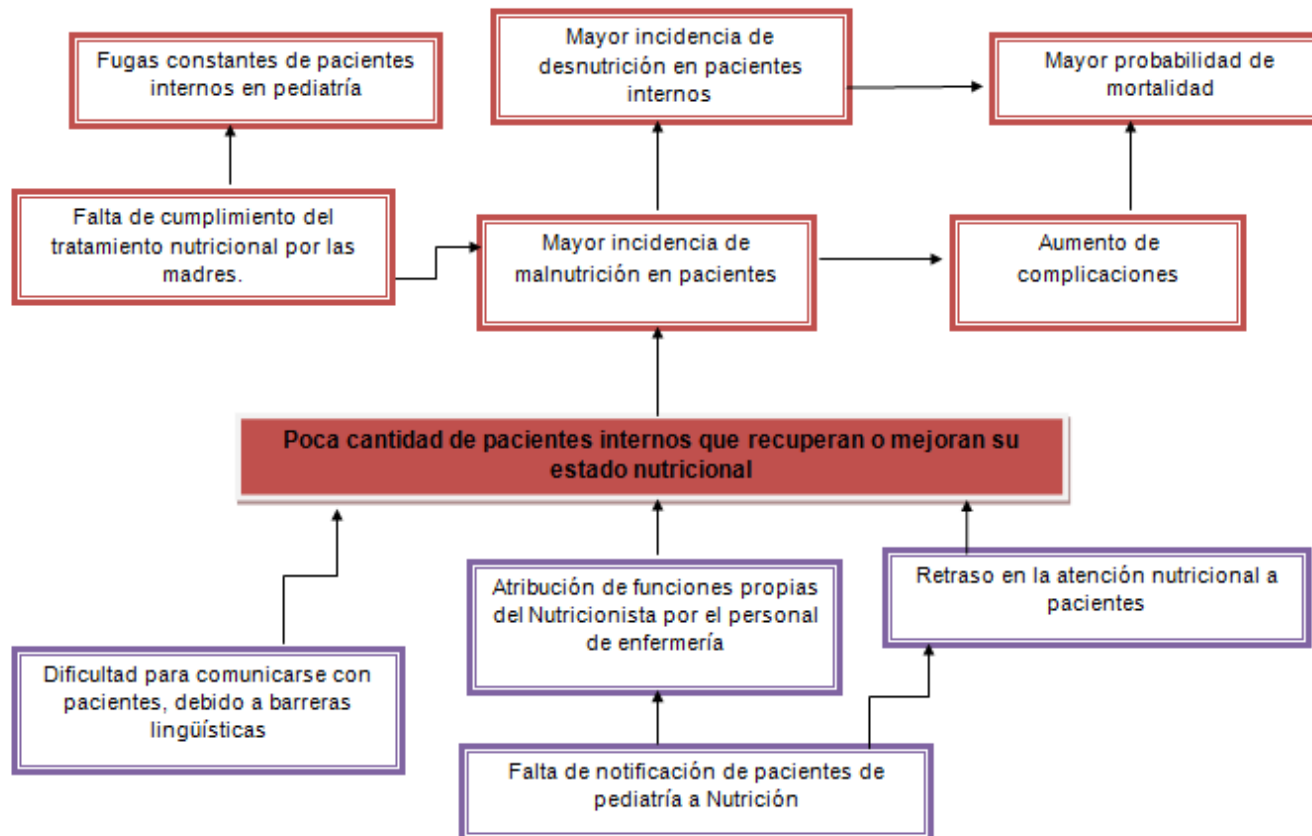 Fugas constantes de pacientes
internos en pediatría
Mayor incidencia de
desnutrición en pacientes
internos
Mayor probabilidad de
mortalidad
Falta de cumplimiento del
tratamiento nutricional por las
madres.
Mayor incidencia de
malnutrición en pacientes
Aumento de
complicaciones
Poca cantidad de pacientes internos que recuperan o mejoran su
estado nutricional
Dificultad para comunicarse con
pacientes, debido a barreras
lingüísticas
Atribución de funciones propias
del Nutricionista por el personal
de enfermería
Retraso en la atención nutricional a
pacientes
Falta de notificación de pacientes de
pediatría a Nutrición